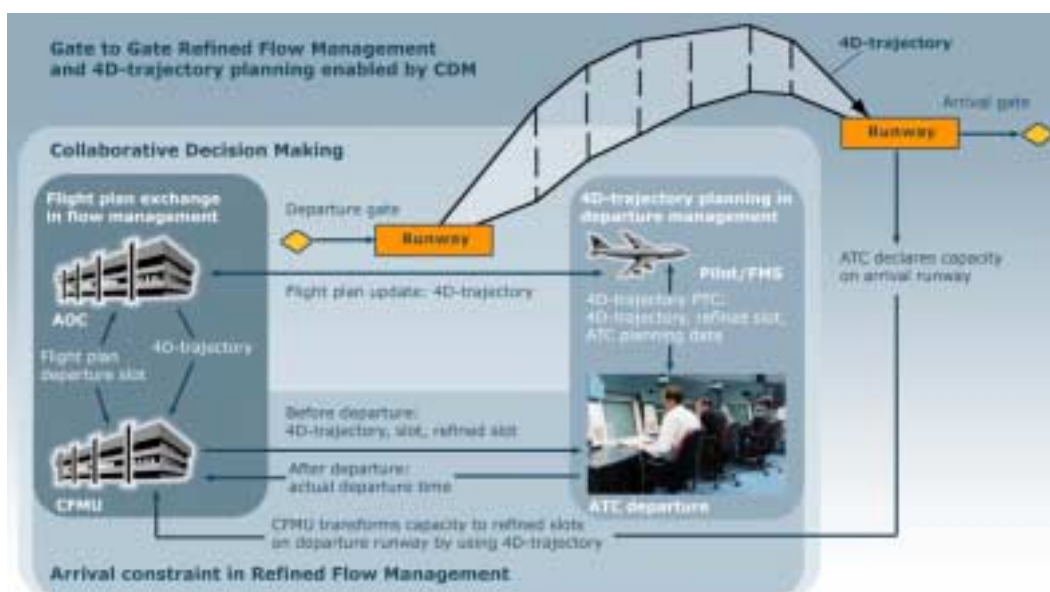 Gate to Gate Refined Flow Management
and 4D-trajectory planning enabled by CDM
4D-trajectory
Arrival gate
Runway
Collaborative Decision Making
Flight plan exchange
in flow management
Departure gate
Runway
4D-trajectory planning in
departure management
Pilot/FMS
ATC declares capacity
on arrival runway
Flight plan update: 4D-trajectory
AOC
4D-trajectory PTC,
4D-trajectory, refined slot,
ATC planning data
Flight plan
departure slot
4D-trajectory
Before departure:
4D-trajectory, slot, refined slot
After departure:
actual departure time
CFMU
ATC departure
CFMU transforms capacity to refined slots
on departure runway by using 4D-trajectory
Arrival constraint in Refined Flow Management